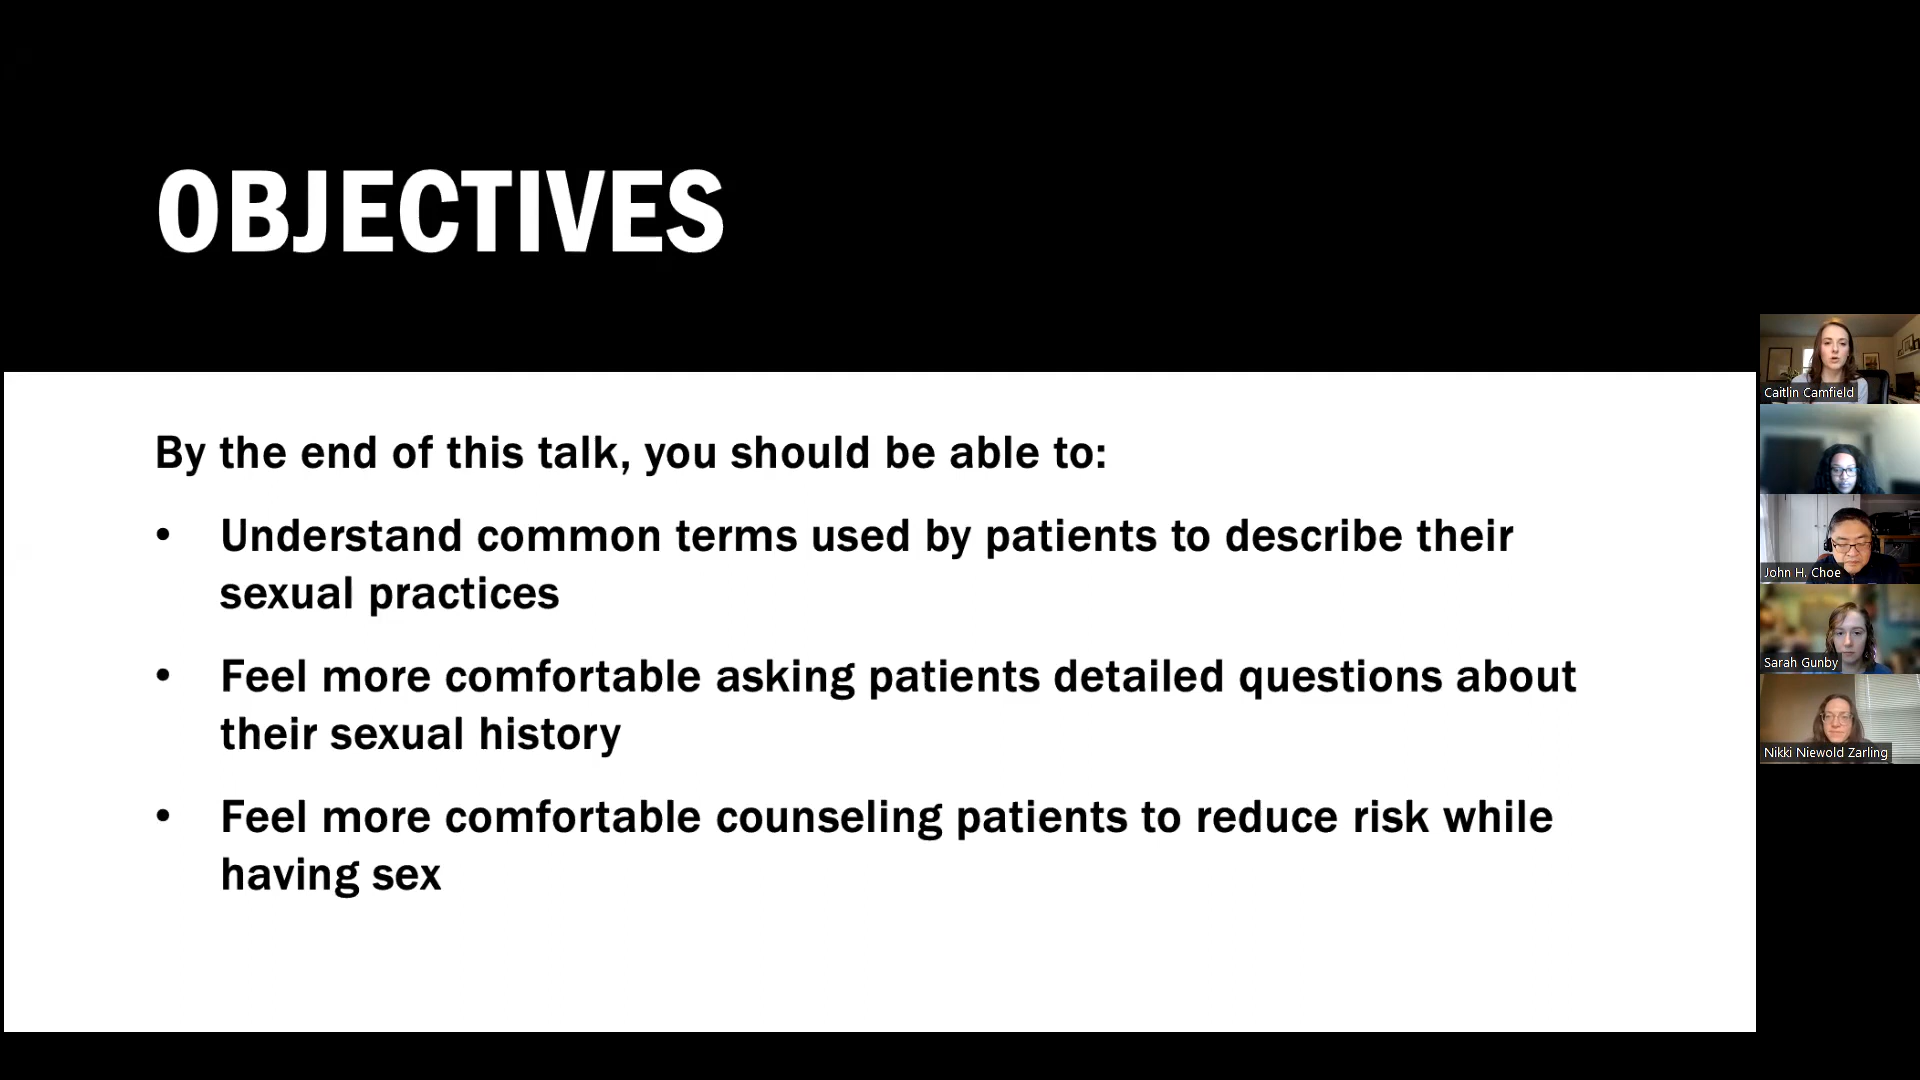 OBJECTIVES
By the end of this talk, you should be able to:
• Understand common terms used by patients to describe their
sexual practices
• Feel more comfortable asking patients detailed questions about
their sexual history
• Feel more comfortable counseling patients to reduce risk while
having sex
Caitlin Camfield
John H. Choe
Sarah Gunby
Nikki Niewold Zarling